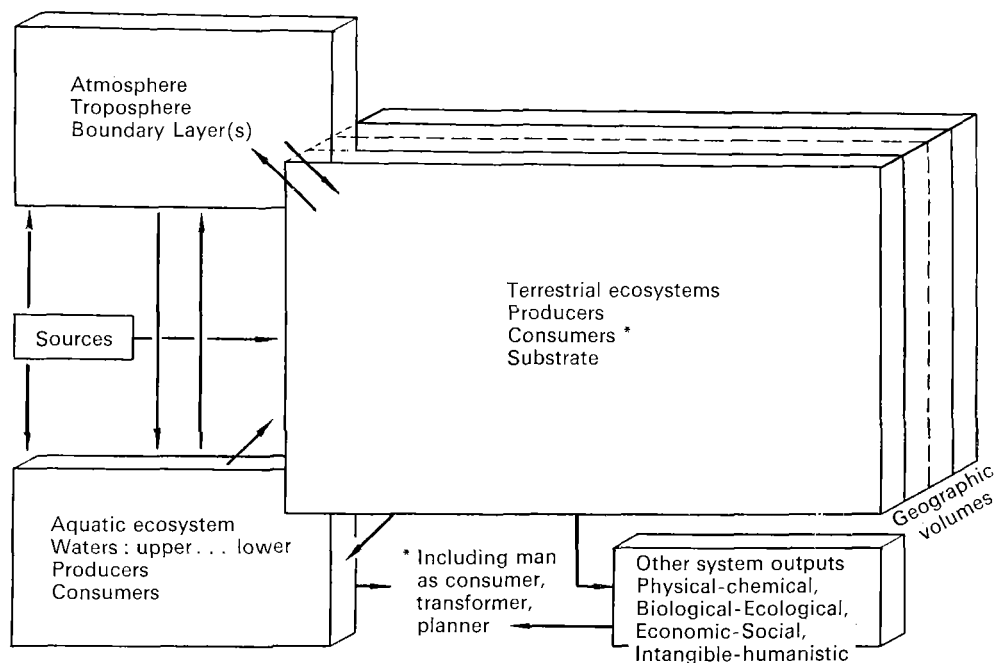 Atmosphere
Troposphere
Boundary Layer(s)
Sources
Terrestrial ecosystems
Producers
Consumers *
Substrate
Geographic
volumes
Aquatic ecosystem
Waters : upper . . . lower
Producers
Consumers
* Including man
as consumer,
transformer,
planner
Other system outputs
Physical-chemical,
Biological-Ecological,
Economic-Social,
Intangible-humanistic